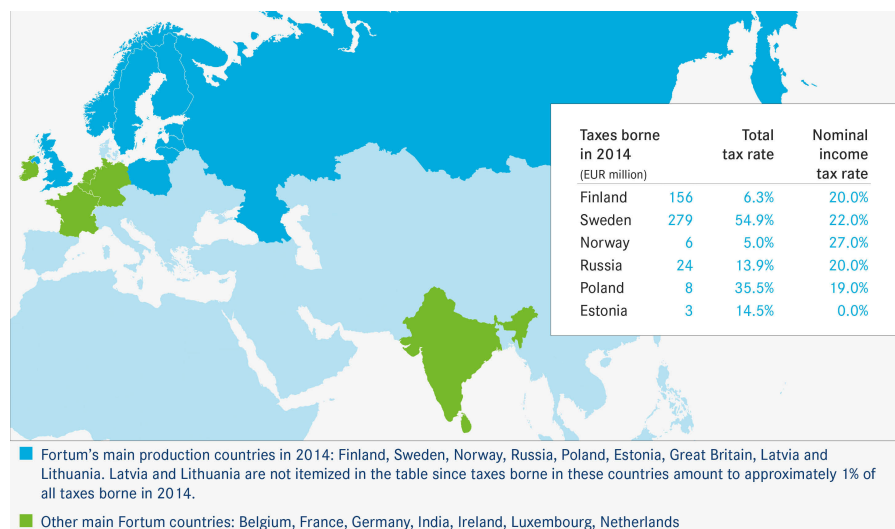 Taxes borne in 2014 (EUR million) Total tax rate Nominal income tax rate
Finland 156 6.3% 20.0%
Sweden 279 54.9% 22.0%
Norway 6 5.0% 27.0%
Russia 24 13.9% 20.0%
Poland 8 35.5% 19.0%
Estonia 3 14.5% 0.0%
Fortum's main production countries in 2014: Finland, Sweden, Norway, Russia, Poland, Estonia, Great Britain, Latvia and
Lithuania. Latvia and Lithuania are not itemized in the table since taxes borne in these countries amount to approximately 1% of
all taxes borne in 2014.
Other main Fortum countries: Belgium, France, Germany, India, Ireland, Luxembourg, Netherlands